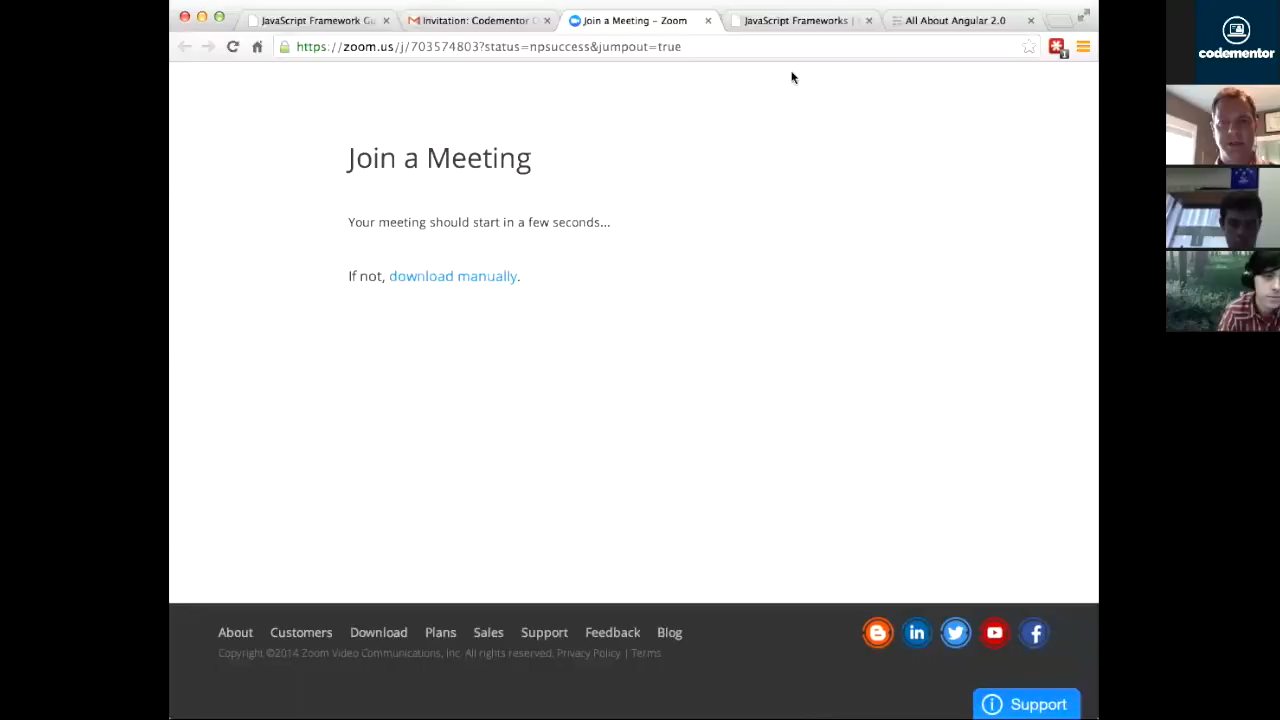 JavaScript Framework Gu
Invitation: Codementor O
Join a Meeting – Zoom
JavaScript Frameworks |
All About Angular 2.0
https://zoom.us/j/703574803?status=npsuccess&jumpout=true
1
codementor
Join a Meeting
Your meeting should start in a few seconds...
If not, download manually.
About Customers Download Plans Sales Support Feedback Blog
Copyright ©2014 Zoom Video Communications, Inc. All rights reserved. Privacy Policy | Terms
Support